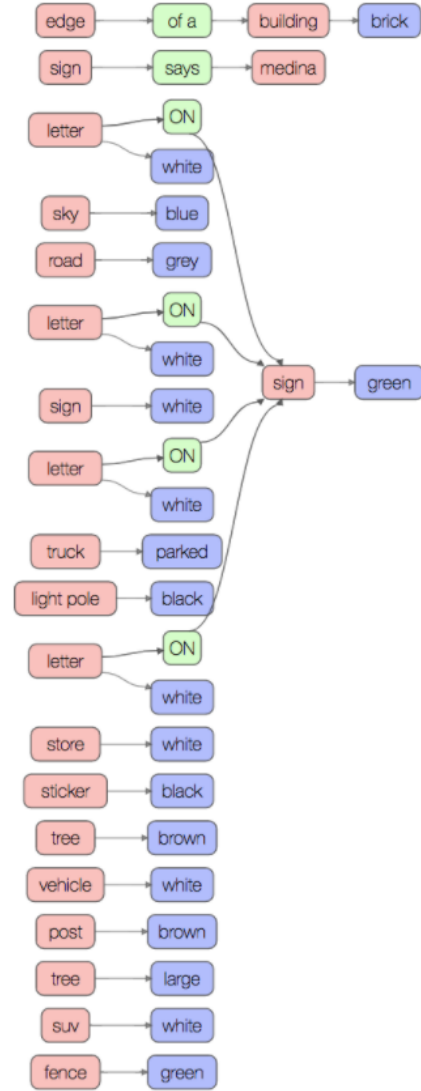 edge of a building brick
sign says medina
ON
letter
white
sky blue
road grey
ON
letter
white
sign green
sign white
ON
letter
white
truck parked
light pole black
ON
letter
white
store white
sticker black
tree brown
vehicle white
post brown
tree large
suv white
fence green